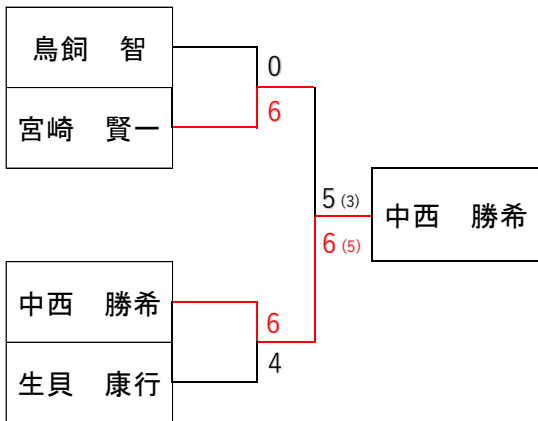 鳥飼　智
0
宮崎　賢一
6
5 (3)
中西　勝希
6 (5)
中西　勝希
6
生貝　康行
4